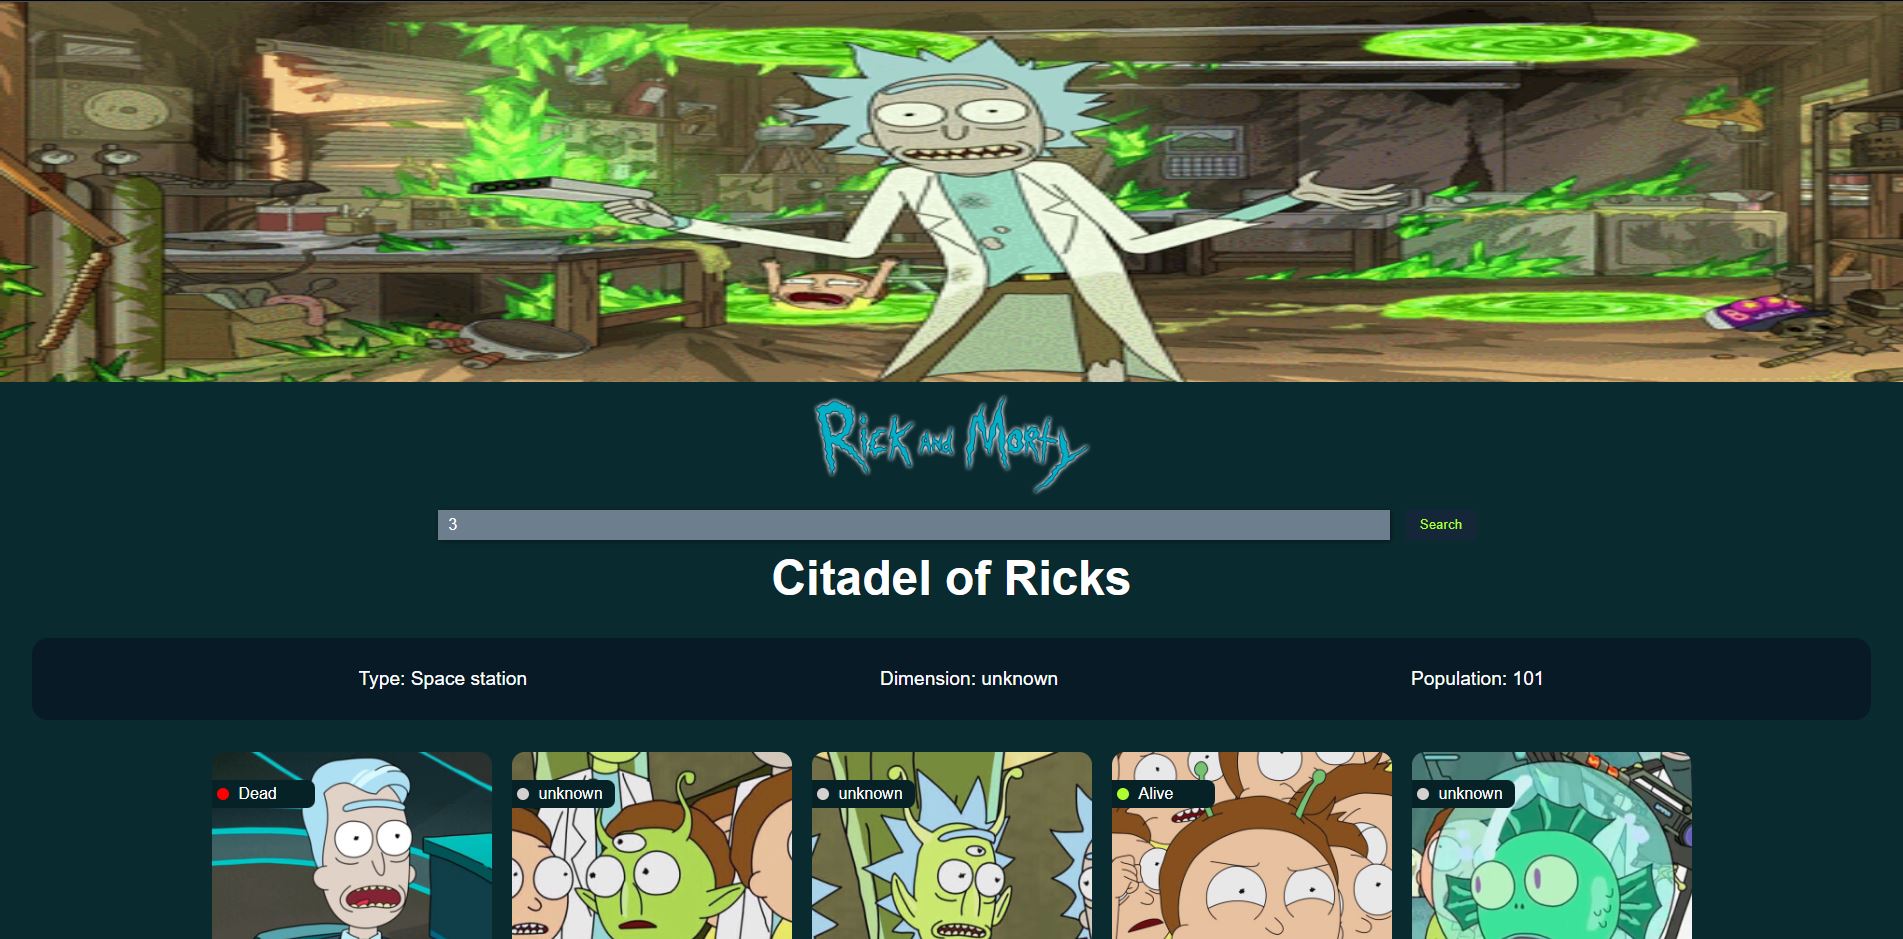 Rick and Morty
3
Search
Citadel of Ricks
Type: Space station
Dimension: unknown
Population: 101
Dead
unknown
unknown
Alive
unknown